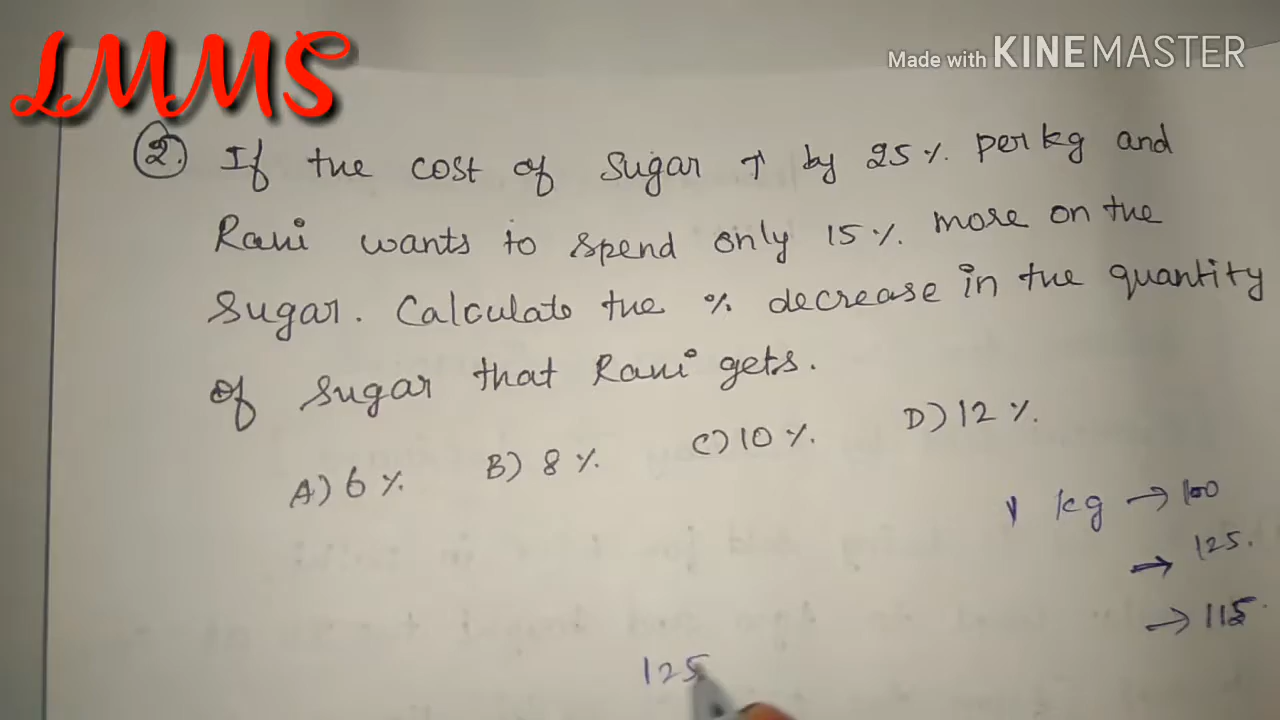 LMMS
Made with KINEMASTER
2. If the cost of Sugar ↑ by 25 %. per kg and
Rani wants to spend only 15 %. more on the
Sugar. Calculate the % decrease in the quantity
of Sugar that Rani gets.
A) 6 %. B) 8 %. C) 10 %. D) 12 %.
1 kg → 100
→ 125.
→ 115.
125